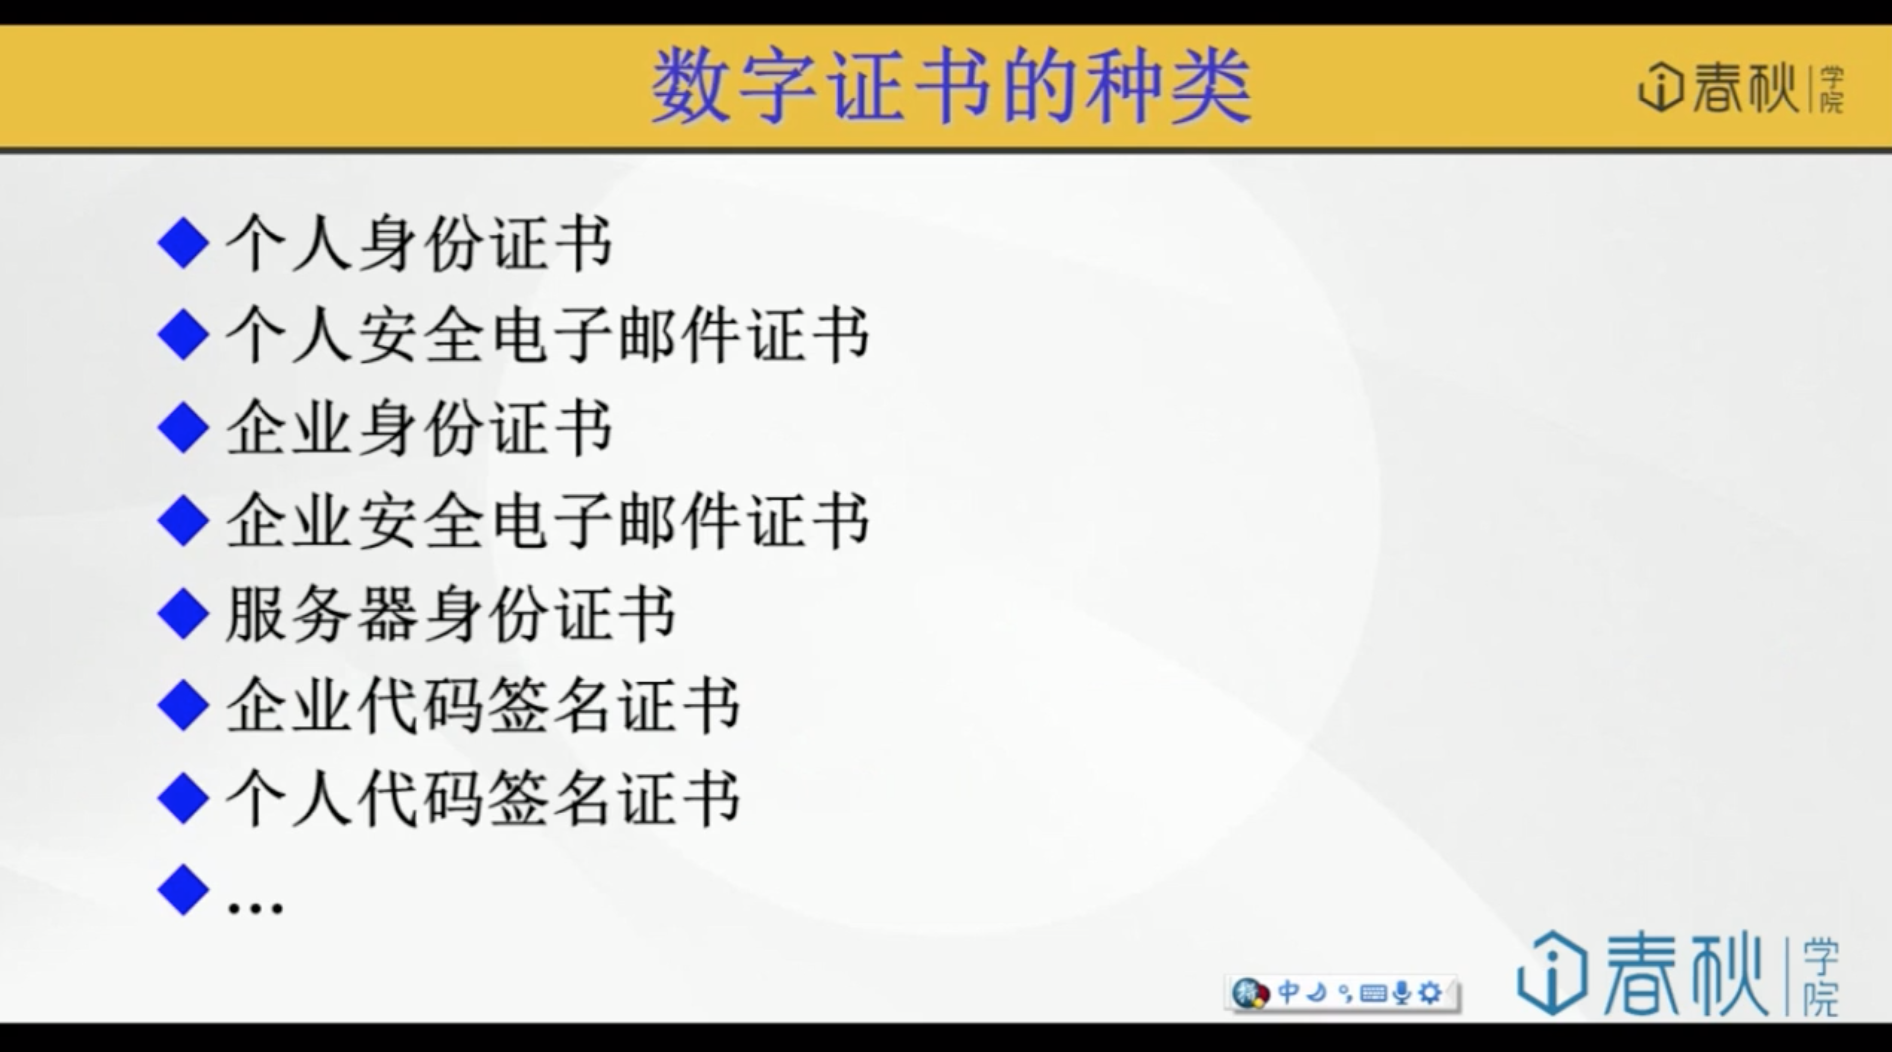 数字证书的种类
春秋学院
个人身份证书
个人安全电子邮件证书
企业身份证书
企业安全电子邮件证书
服务器身份证书
企业代码签名证书
个人代码签名证书
...
中
春秋学院